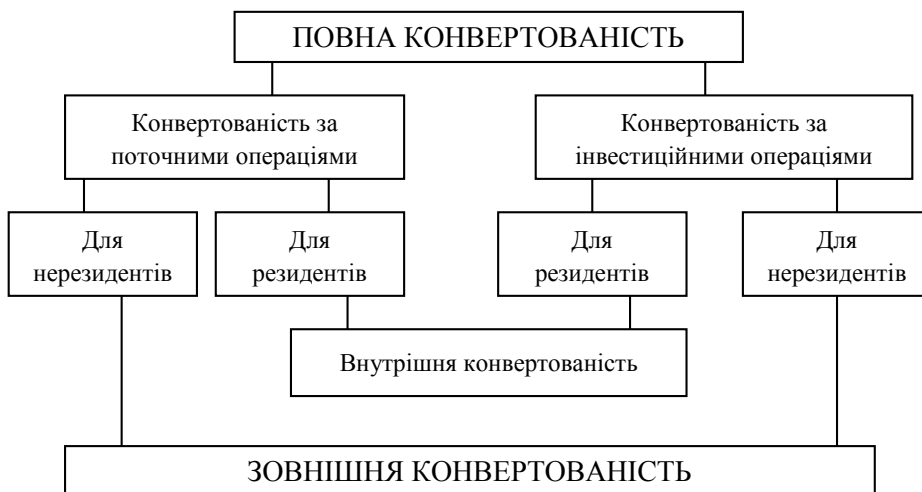 ПОВНА КОНВЕРТОВАНІСТЬ
Конвертованість за
поточними операціями
Конвертованість за
інвестиційними операціями
Для
нерезидентів
Для
резидентів
Для
резидентів
Для
нерезидентів
Внутрішня конвертованість
ЗОВНІШНЯ КОНВЕРТОВАНІСТЬ